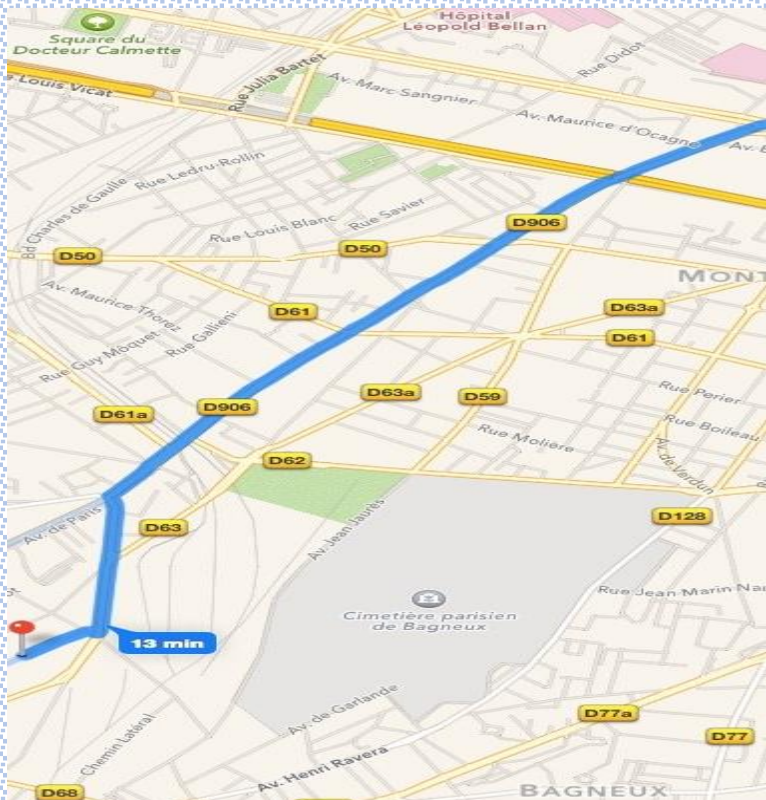 Hôpital
Léopold Bellan
Square du
Docteur Calmette
Rue Didot
Rue Julia Bartet
Louis Vicat
Av. Marc Sangnier
Av. Maurice d'Ocagne
Rue Ledru-Rollin
Bd Charles de Gaulle
Rue Savier
Rue Louis Blanc
D906
D50
D50
MONT
Av. Maurice Thorez
D61
D63a
Rue Gallieni
D61
Rue Guy Moquet
D63a
D59
Rue Perier
D61a
D906
Rue Molière
Rue Boileau
Av. de Verdun
D62
Av. de Paris
D63
Av. Jean Jaurès
D128
Rue Jean Marin
Cimetière parisien
de Bagneux
13 min
Av. de Garlande
D77a
Chemin Latéral
D77
Av. Henri Ravera
D68
BAGNEUX